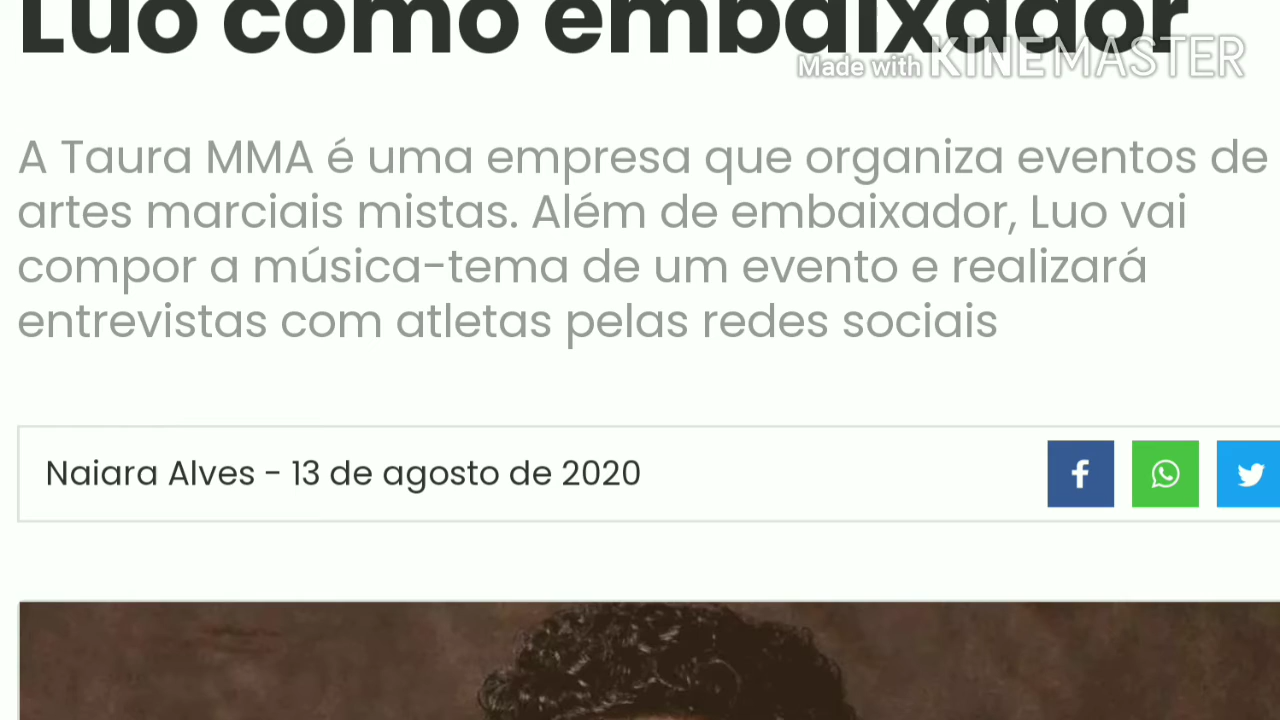 Luo como embaixador
Made with KINEMASTER
A Taura MMA é uma empresa que organiza eventos de
artes marciais mistas. Além de embaixador, Luo vai
compor a música-tema de um evento e realizará
entrevistas com atletas pelas redes sociais
Naiara Alves - 13 de agosto de 2020